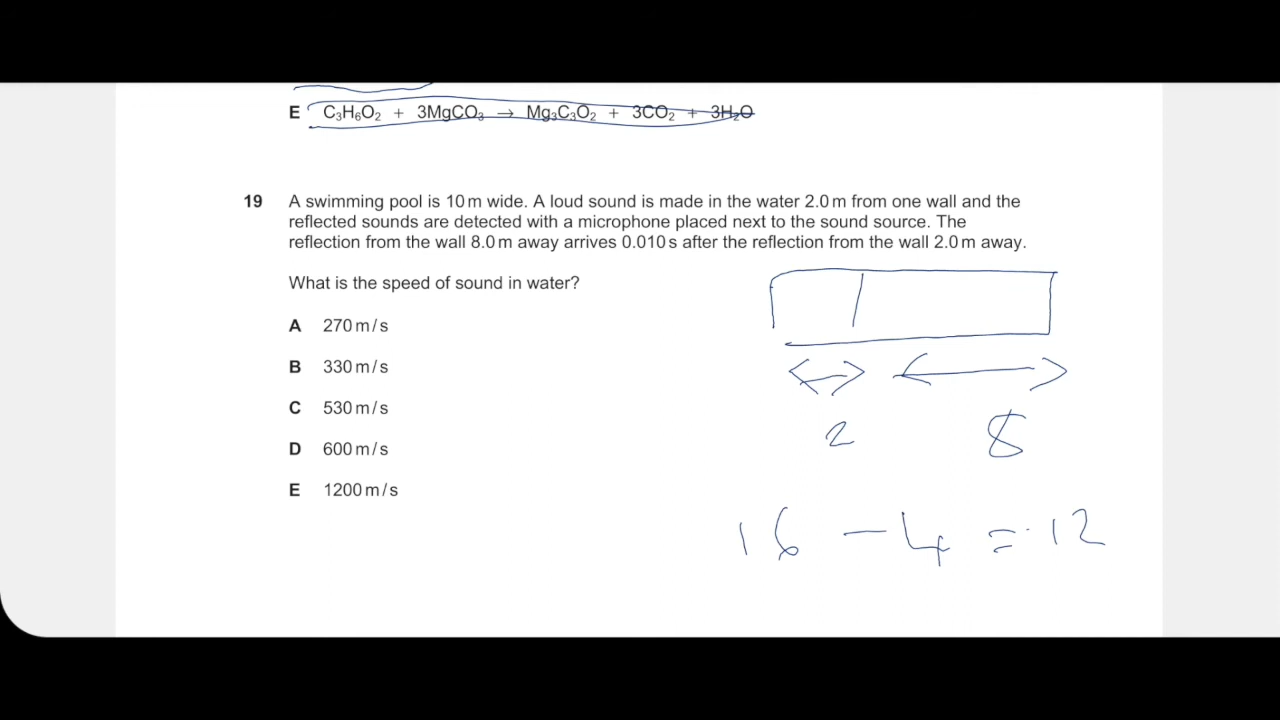 E C₃H₆O₂ + 3MgCO₃ → Mg₃C₃O₂ + 3CO₂ + 3H₂O
19 A swimming pool is 10 m wide. A loud sound is made in the water 2.0 m from one wall and the
reflected sounds are detected with a microphone placed next to the sound source. The
reflection from the wall 8.0 m away arrives 0.010 s after the reflection from the wall 2.0 m away.
What is the speed of sound in water?
A 270 m / s
B 330 m / s
C 530 m / s
D 600 m / s
E 1200 m / s
2 8
16 - 4 = 12